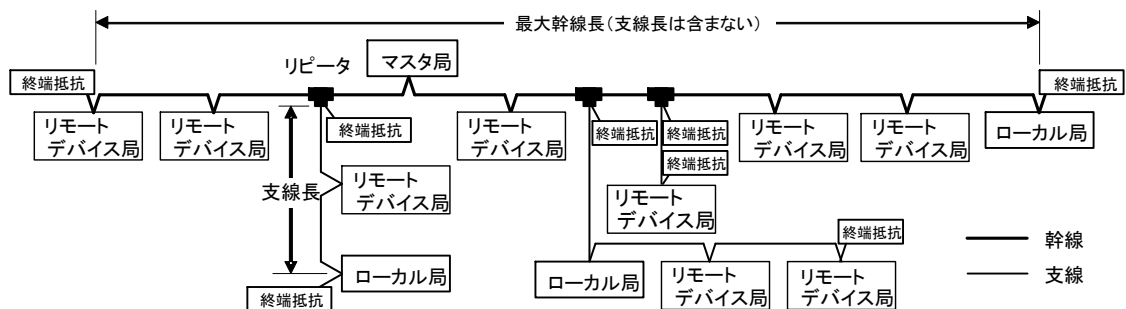 最大幹線長(支線長は含まない)
リピータ
マスタ局
終端抵抗
終端抵抗
リモート
デバイス局
リモート
デバイス局
終端抵抗
リモート
デバイス局
終端抵抗
終端抵抗
リモート
デバイス局
リモート
デバイス局
ローカル局
支線長
リモート
デバイス局
終端抵抗
リモート
デバイス局
終端抵抗
幹線
ローカル局
ローカル局
リモート
デバイス局
リモート
デバイス局
支線
終端抵抗